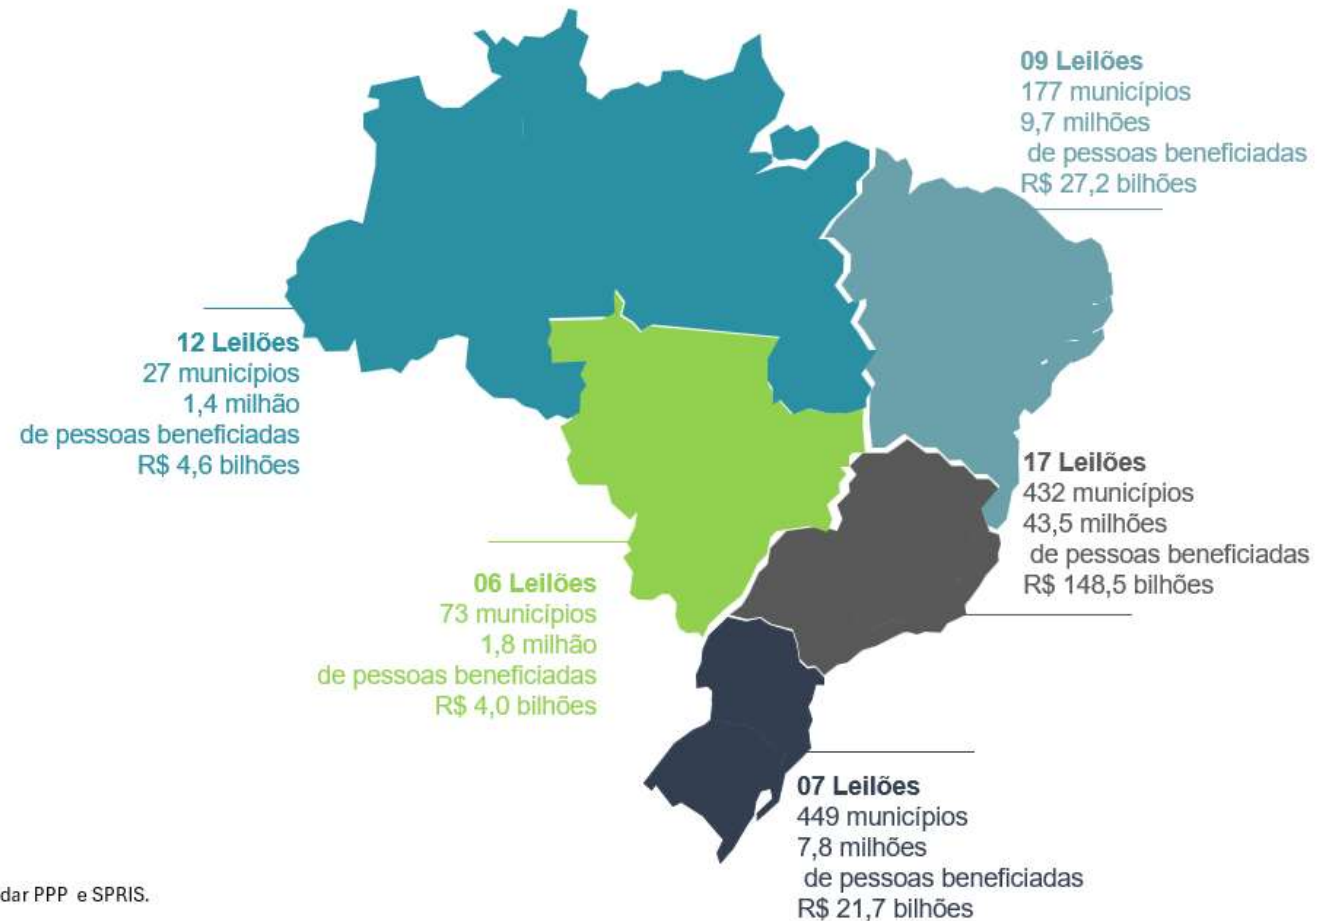 09 Leilões
177 municípios
9,7 milhões
de pessoas beneficiadas
R$ 27,2 bilhões
12 Leilões
27 municípios
1,4 milhão
de pessoas beneficiadas
R$ 4,6 bilhões
17 Leilões
432 municípios
43,5 milhões
de pessoas beneficiadas
R$ 148,5 bilhões
06 Leilões
73 municípios
1,8 milhão
de pessoas beneficiadas
R$ 4,0 bilhões
07 Leilões
449 municípios
7,8 milhões
de pessoas beneficiadas
R$ 21,7 bilhões
PPP e SPRIS.